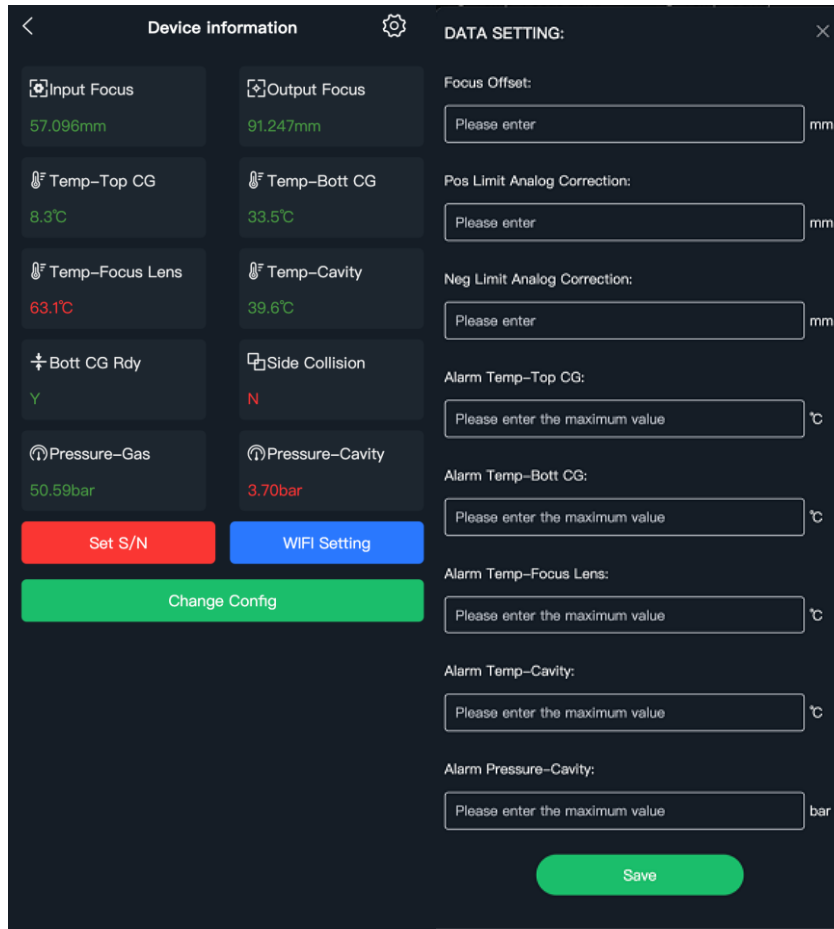 Device information
Input Focus
Output Focus
57.096mm
91.247mm
Temp-Top CG
Temp-Bott CG
8.3℃
33.5℃
Temp-Focus Lens
Temp-Cavity
63.1℃
39.6℃
Bott CG Rdy
Side Collision
Y
N
Pressure-Gas
Pressure-Cavity
50.59bar
3.70bar
Set S/N
WIFI Setting
Change Config
DATA SETTING:
Focus Offset:
Please enter
mm
Pos Limit Analog Correction:
Please enter
mm
Neg Limit Analog Correction:
Please enter
mm
Alarm Temp-Top CG:
Please enter the maximum value
℃
Alarm Temp-Bott CG:
Please enter the maximum value
℃
Alarm Temp-Focus Lens:
Please enter the maximum value
℃
Alarm Temp-Cavity:
Please enter the maximum value
℃
Alarm Pressure-Cavity:
Please enter the maximum value
bar
Save